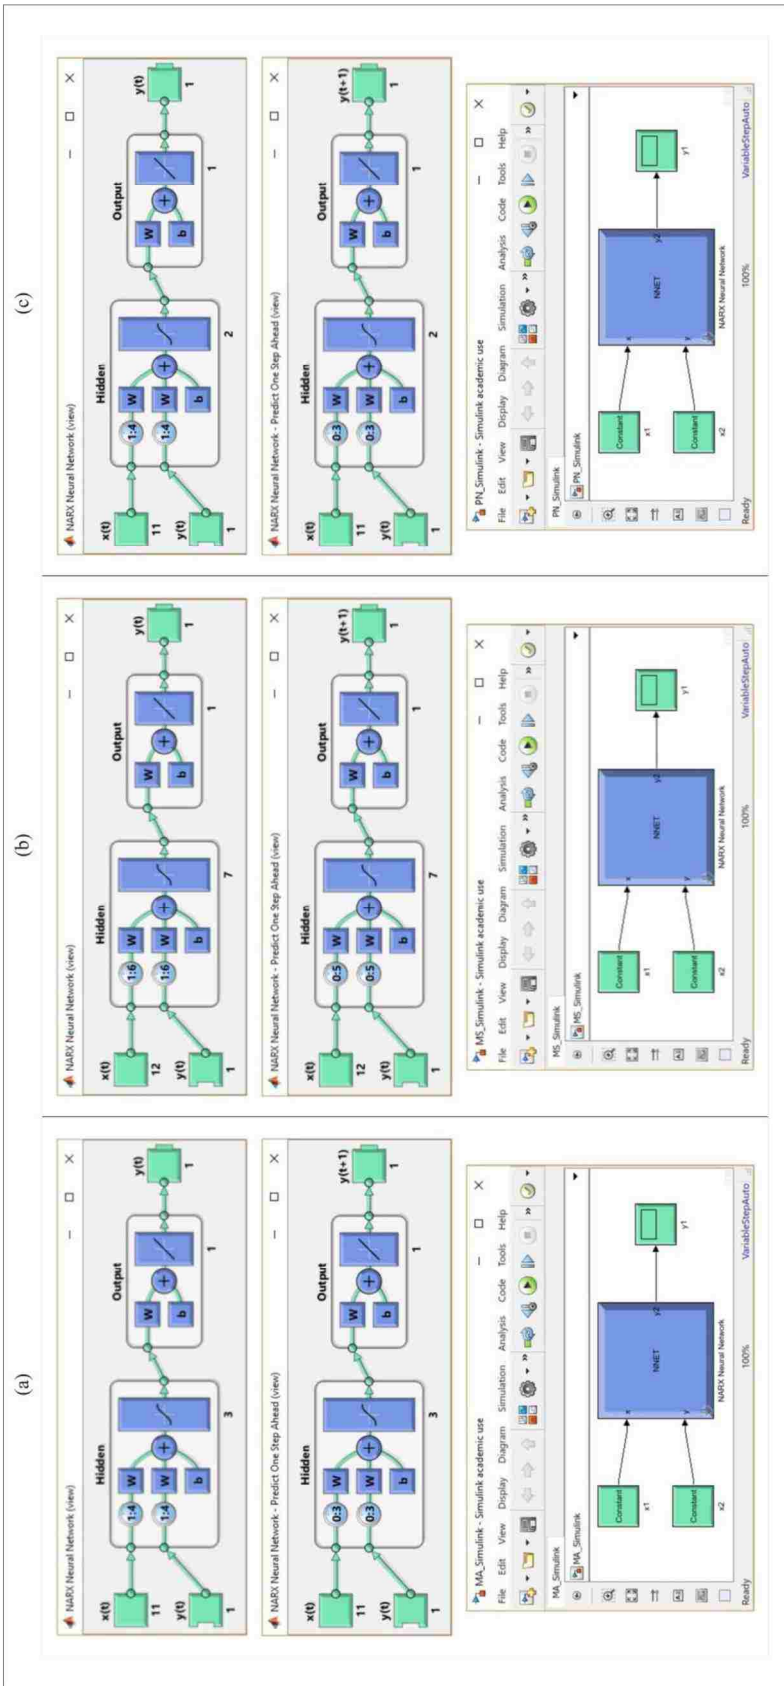 (a)
NARX Neural Network (view)
Hidden
Output
x(t)
1:4
W
y(t)
11
y(t)
1:4
W
W
b
b
1
1
3
1
NARX Neural Network - Predict One Step Ahead (view)
Hidden
Output
x(t)
0:3
W
y(t+1)
11
y(t)
0:3
W
W
b
b
1
1
3
1
MA_Simulink - Simulink academic use
File Edit View Display Diagram Simulation Analysis Code Tools Help
MA_Simulink
MA_Simulink
Constant
x1
Constant
x2
x
y
NNET
y2
NARX Neural Network
y1
Ready
100%
VariableStepAuto
(b)
NARX Neural Network (view)
Hidden
Output
x(t)
1:6
W
y(t)
12
y(t)
1:6
W
W
b
b
1
1
7
1
NARX Neural Network - Predict One Step Ahead (view)
Hidden
Output
x(t)
0:5
W
y(t+1)
12
y(t)
0:5
W
W
b
b
1
1
7
1
MS_Simulink - Simulink academic use
File Edit View Display Diagram Simulation Analysis Code Tools Help
MS_Simulink
MS_Simulink
Constant
x1
Constant
x2
x
y
NNET
y2
NARX Neural Network
y1
Ready
100%
VariableStepAuto
(c)
NARX Neural Network (view)
Hidden
Output
x(t)
1:4
W
y(t)
11
y(t)
1:4
W
W
b
b
1
1
2
1
NARX Neural Network - Predict One Step Ahead (view)
Hidden
Output
x(t)
0:3
W
y(t+1)
11
y(t)
0:3
W
W
b
b
1
1
2
1
PN_Simulink - Simulink academic use
File Edit View Display Diagram Simulation Analysis Code Tools Help
PN_Simulink
PN_Simulink
Constant
x1
Constant
x2
x
y
NNET
y2
NARX Neural Network
y1
Ready
100%
VariableStepAuto